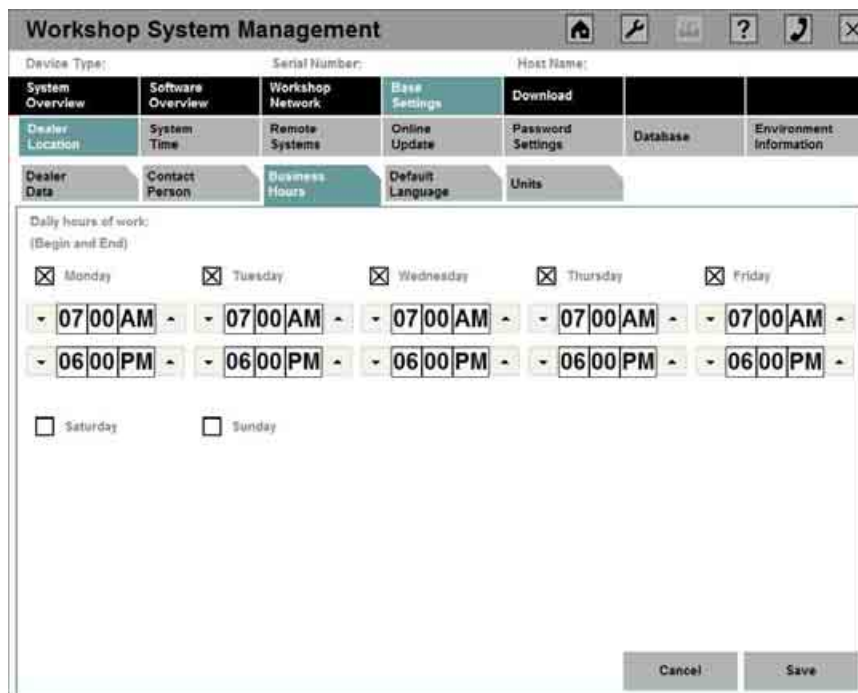 Workshop System Management
?
Device Type: Serial Number: Host Name:
System Overview Software Overview Workshop Network Base Settings Download
Dealer Location System Time Remote Systems Online Update Password Settings Database Environment Information
Dealer Data Contact Person Business Hours Default Language Units
Daily hours of work:
(Begin and End)
Monday Tuesday Wednesday Thursday Friday
07 00 AM 07 00 AM 07 00 AM 07 00 AM 07 00 AM
06 00 PM 06 00 PM 06 00 PM 06 00 PM 06 00 PM
Saturday Sunday
Cancel Save